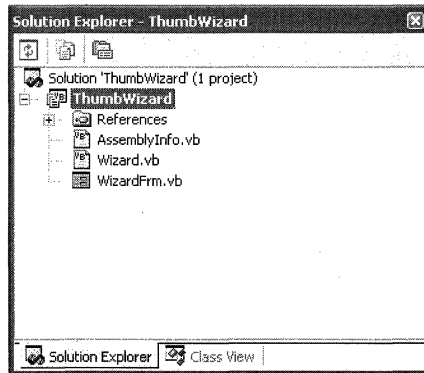 Solution Explorer - ThumbWizard
Solution 'ThumbWizard' (1 project)
ThumbWizard
References
AssemblyInfo.vb
Wizard.vb
WizardFrm.vb
Solution Explorer Class View